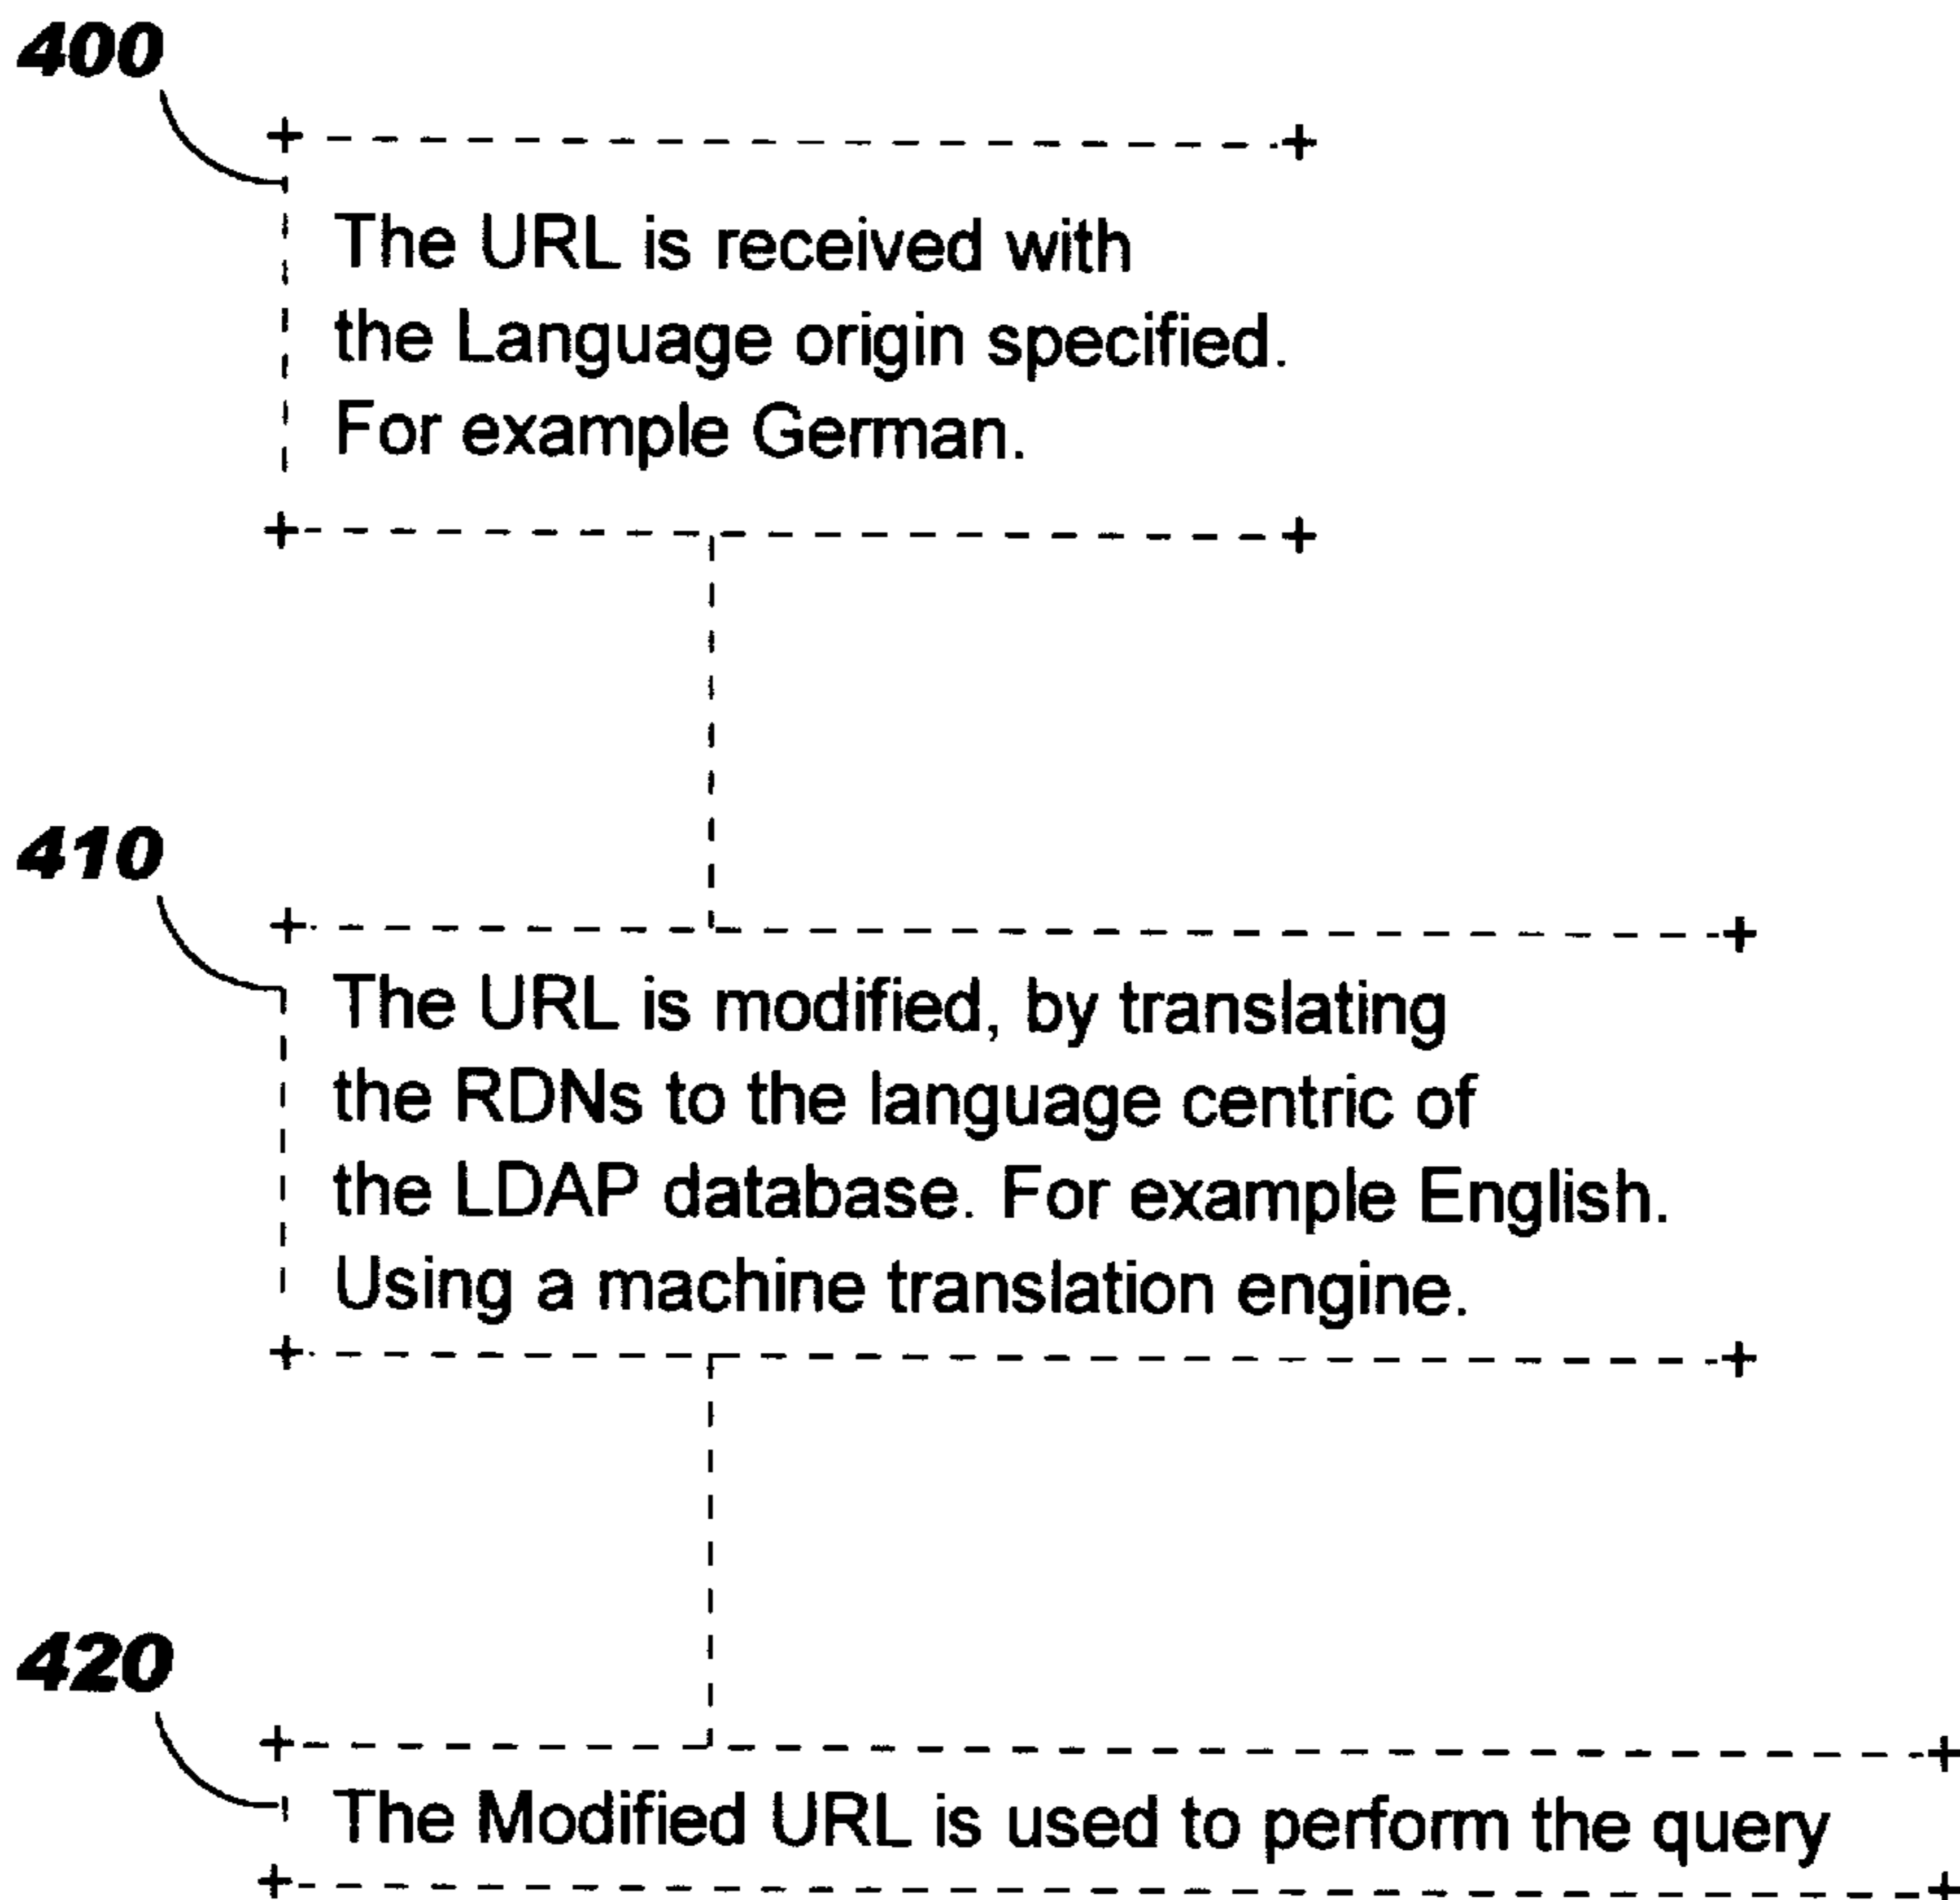 400
The URL is received with
the Language origin specified.
For example German.
410
The URL is modified, by translating
the RDNs to the language centric of
the LDAP database. For example English.
Using a machine translation engine.
420
The Modified URL is used to perform the query